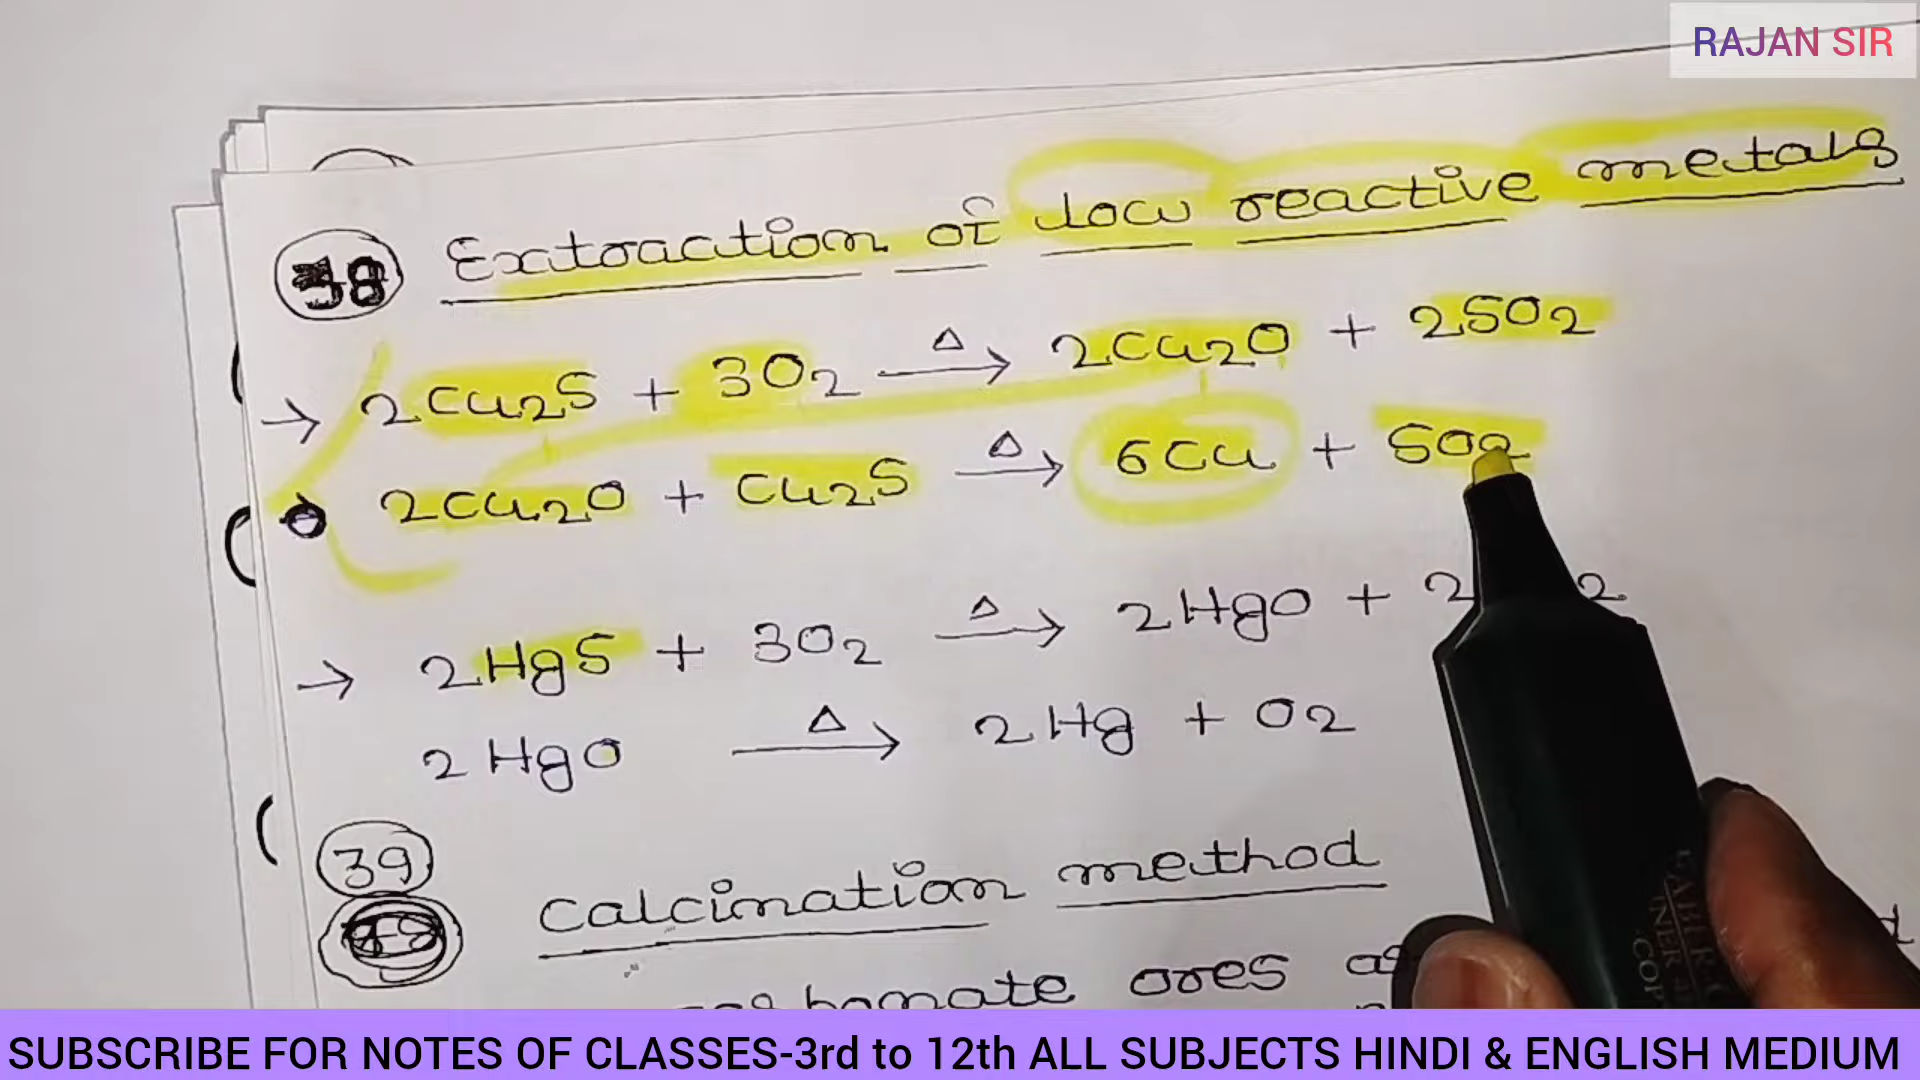 RAJAN SIR
38 Extraction of low reactive metals
→ 2Cu2S + 3O2 —Δ→ 2Cu2O + 2SO2
→ 2Cu2O + Cu2S —Δ→ 6Cu + SO2
→ 2HgS + 3O2 —Δ→ 2HgO + 2
2HgO —Δ→ 2Hg + O2
39
Calcination method
ores
SUBSCRIBE FOR NOTES OF CLASSES-3rd to 12th ALL SUBJECTS HINDI & ENGLISH MEDIUM